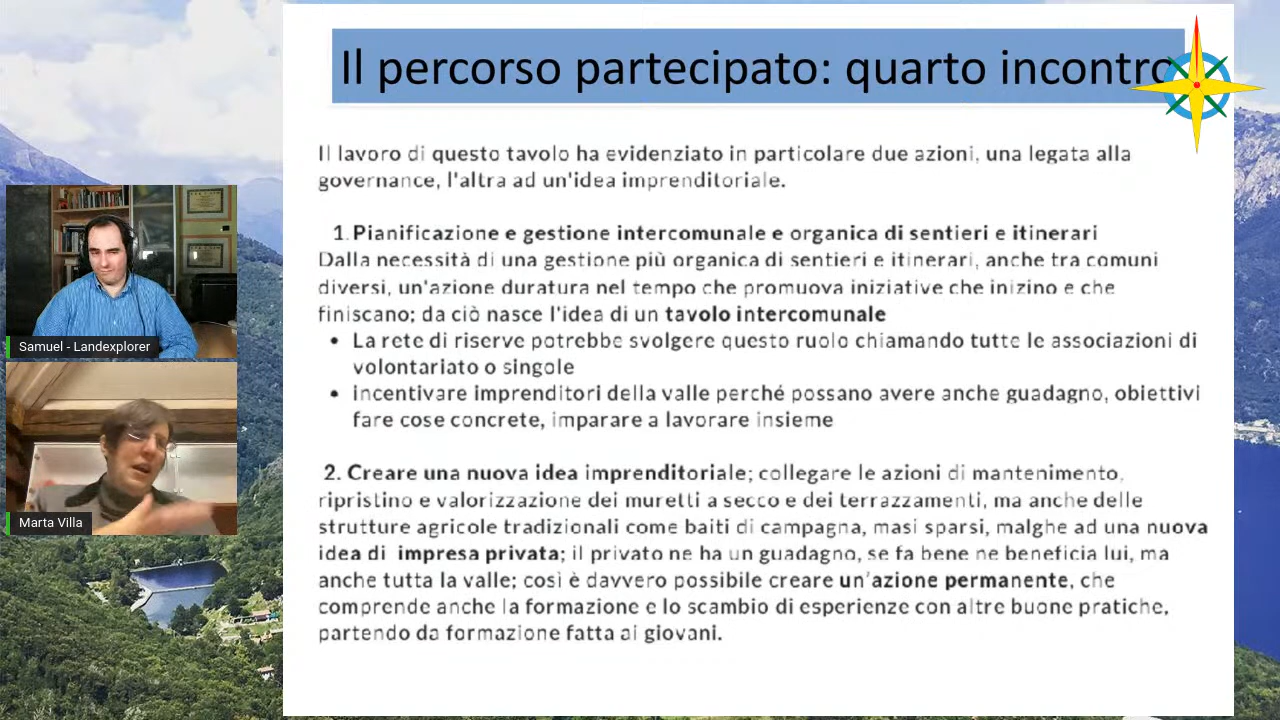 Il percorso partecipato: quarto incontro
Il lavoro di questo tavolo ha evidenziato in particolare due azioni, una legata alla
governance, l'altra ad un'idea imprenditoriale.
1.Pianificazione e gestione intercomunale e organica di sentieri e itinerari
Dalla necessità di una gestione più organica di sentieri e itinerari, anche tra comuni
diversi, un'azione duratura nel tempo che promuova iniziative che inizino e che
finiscano; da ciò nasce l'idea di un tavolo intercomunale
• La rete di riserve potrebbe svolgere questo ruolo chiamando tutte le associazioni di
volontariato o singole
• incentivare imprenditori della valle perché possano avere anche guadagno, obiettivi
fare cose concrete, imparare a lavorare insieme
2. Creare una nuova idea imprenditoriale; collegare le azioni di mantenimento,
ripristino e valorizzazione dei muretti a secco e dei terrazzamenti, ma anche delle
strutture agricole tradizionali come baiti di campagna, masi sparsi, malghe ad una nuova
idea di impresa privata; il privato ne ha un guadagno, se fa bene ne beneficia lui, ma
anche tutta la valle; così è davvero possibile creare un'azione permanente, che
comprende anche la formazione e lo scambio di esperienze con altre buone pratiche,
partendo da formazione fatta ai giovani.
Samuel - Landexplorer
Marta Villa